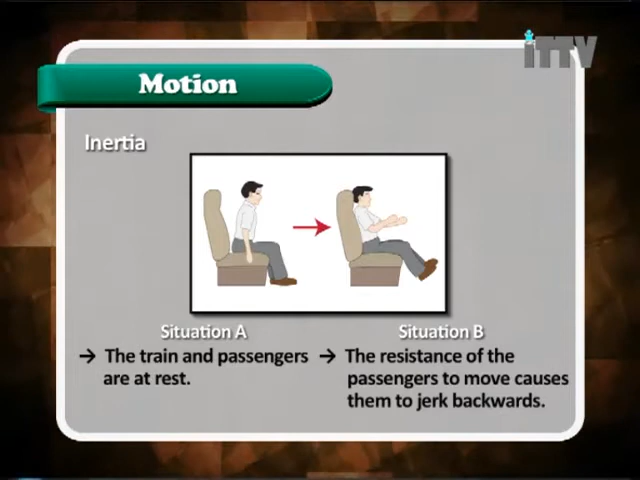 iTTV
Motion
Inertia
Situation A
→ The train and passengers
are at rest.
Situation B
→ The resistance of the
passengers to move causes
them to jerk backwards.